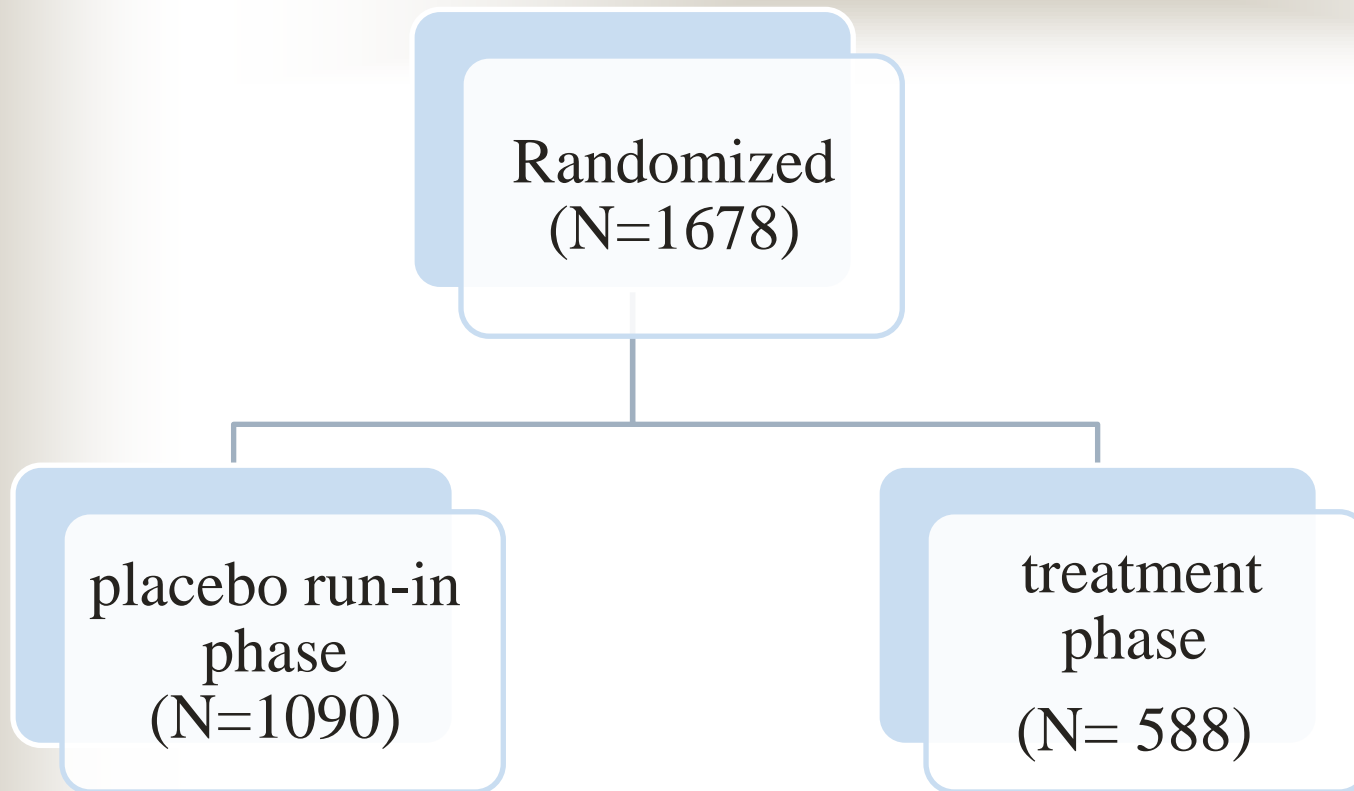 Randomized
(N=1678)
placebo run-in
phase
(N=1090)
treatment
phase
(N= 588)